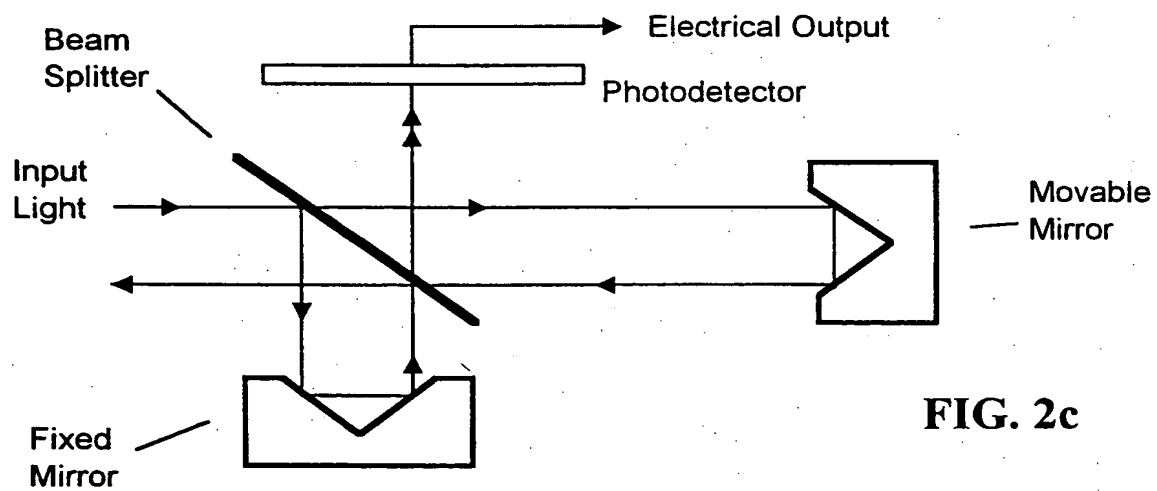 Beam
Splitter
Electrical Output
Photodetector
Input
Light
Movable
Mirror
Fixed
Mirror
FIG. 2c